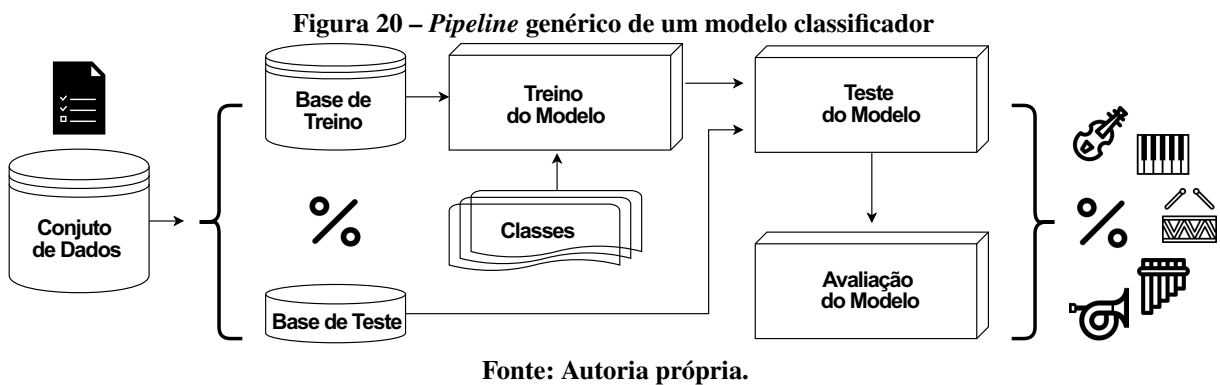 Figura 20 – Pipeline genérico de um modelo classificador
Conjuto
de Dados
Base de
Treino
%
Base de Teste
Treino
do Modelo
Classes
Teste
do Modelo
Avaliação
do Modelo
%
Fonte: Autoria própria.